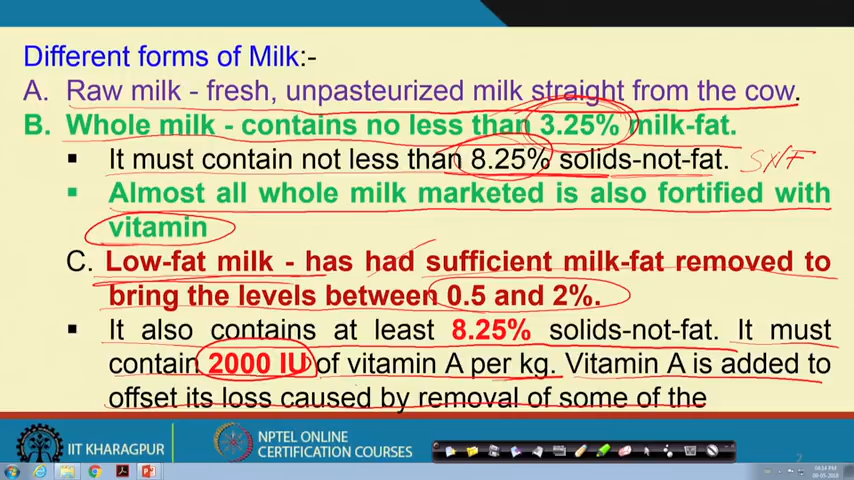 Different forms of Milk:-
A. Raw milk - fresh, unpasteurized milk straight from the cow.
B. Whole milk - contains no less than 3.25% milk-fat.
▪ It must contain not less than 8.25% solids-not-fat. SNF
▪ Almost all whole milk marketed is also fortified with
vitamin
C. Low-fat milk - has had sufficient milk-fat removed to
bring the levels between 0.5 and 2%.
▪ It also contains at least 8.25% solids-not-fat. It must
contain 2000 IU of vitamin A per kg. Vitamin A is added to
offset its loss caused by removal of some of the
IIT KHARAGPUR
NPTEL ONLINE
CERTIFICATION COURSES
2